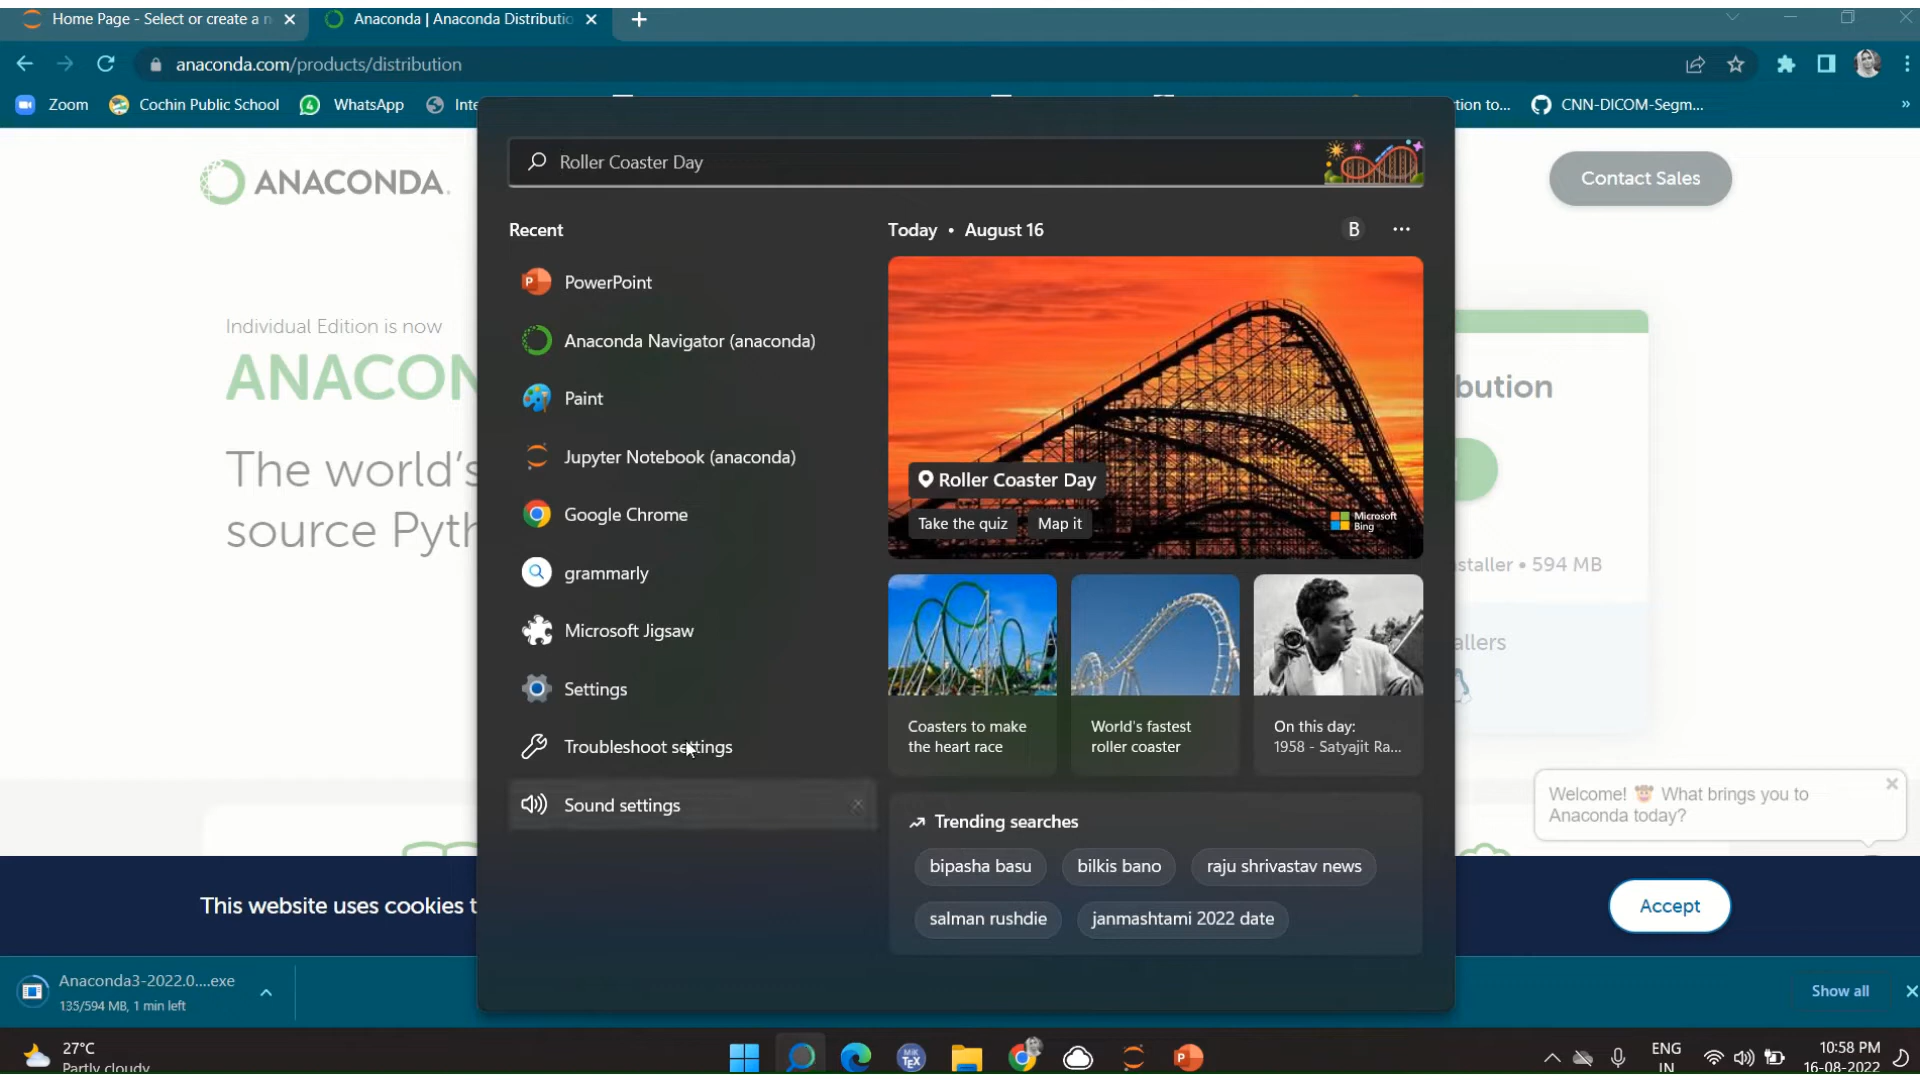 Home Page - Select or create a n
Anaconda | Anaconda Distributio
anaconda.com/products/distribution
Zoom
Cochin Public School
WhatsApp
Inte
tion to...
CNN-DICOM-Segm...
»
ANACONDA.
Contact Sales
Roller Coaster Day
Recent
Today • August 16
B
PowerPoint
Anaconda Navigator (anaconda)
Paint
Jupyter Notebook (anaconda)
Google Chrome
grammarly
Microsoft Jigsaw
Settings
Troubleshoot settings
Sound settings
Roller Coaster Day
Take the quiz
Map it
Microsoft
Bing
Coasters to make
the heart race
World's fastest
roller coaster
On this day:
1958 - Satyajit Ra...
Trending searches
bipasha basu
bilkis bano
raju shrivastav news
salman rushdie
janmashtami 2022 date
Individual Edition is now
ANACON
The world's
source Pyth
bution
staller • 594 MB
allers
Welcome! What brings you to
Anaconda today?
This website uses cookies t
Accept
Anaconda3-2022.0....exe
135/594 MB, 1 min left
Show all
27°C
Partly cloudy
MiK
TEX
ENG
IN
10:58 PM
16-08-2022